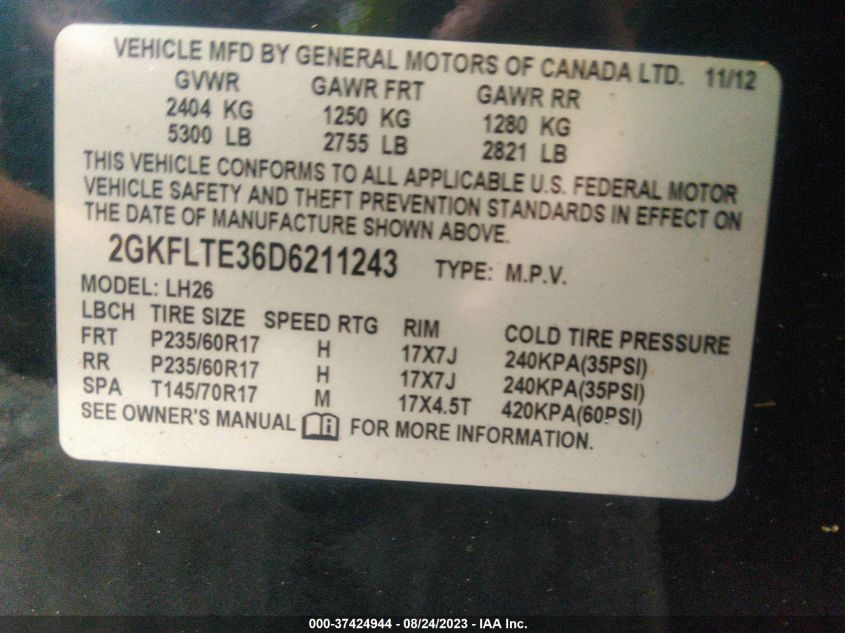 VEHICLE MFD BY GENERAL MOTORS OF CANADA LTD. 11/12
GVWR GAWR FRT GAWR RR
2404 KG 1250 KG 1280 KG
5300 LB 2755 LB 2821 LB
THIS VEHICLE CONFORMS TO ALL APPLICABLE U.S. FEDERAL MOTOR
VEHICLE SAFETY AND THEFT PREVENTION STANDARDS IN EFFECT ON
THE DATE OF MANUFACTURE SHOWN ABOVE.
2GKFLTE36D6211243 TYPE: M.P.V.
MODEL: LH26
LBCH TIRE SIZE SPEED RTG RIM COLD TIRE PRESSURE
FRT P235/60R17 H 17X7J 240KPA(35PSI)
RR P235/60R17 H 17X7J 240KPA(35PSI)
SPA T145/70R17 M 17X4.5T 420KPA(60PSI)
SEE OWNER'S MANUAL i FOR MORE INFORMATION.
000-37424944 - 08/24/2023 - IAA Inc.